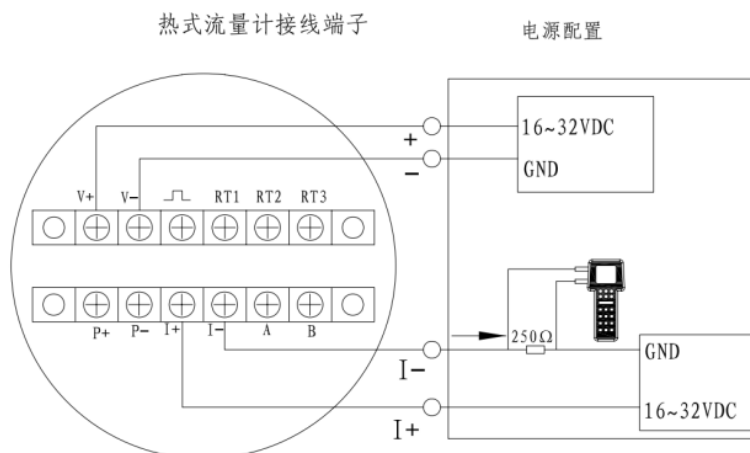 热式流量计接线端子
电源配置
16~32VDC
+
-
GND
V+ V- RT1 RT2 RT3
P+ P- I+ I- A B
250Ω
GND
I-
16~32VDC
I+